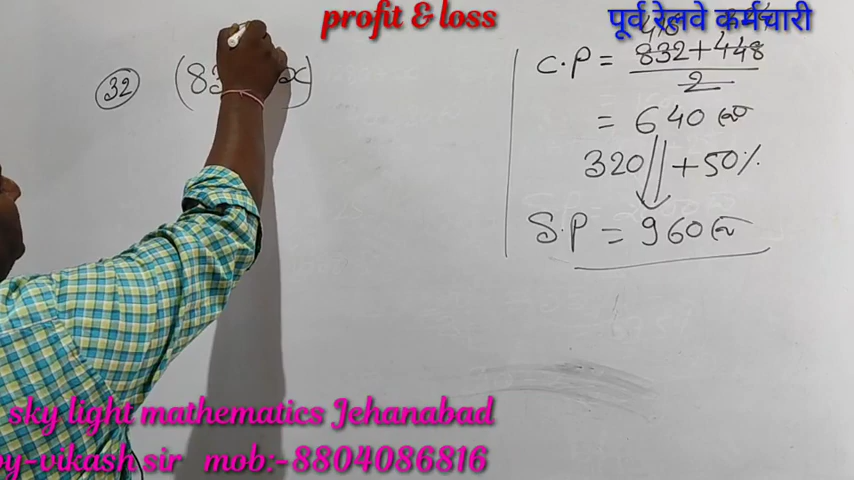 profit & loss
पूर्व रेलवे कर्मचारी
32
C.P = 832+448
2
= 640
320 +50%
S.P = 960
sky light mathematics Jehanabad
by-vikash sir mob:-8804086816